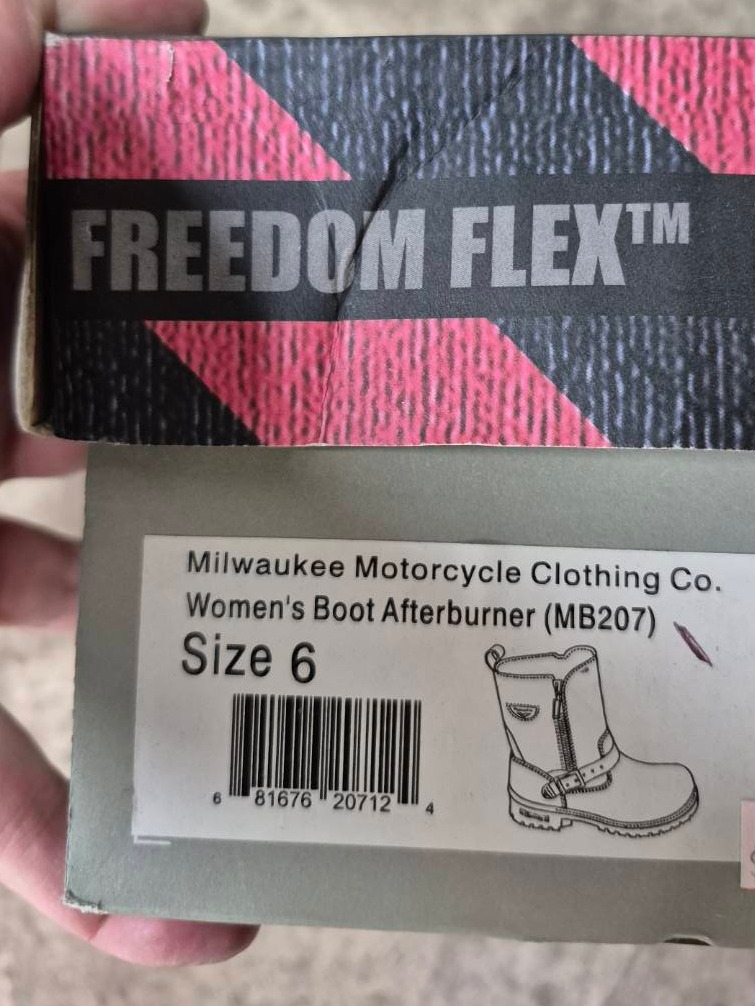 FREEDOM FLEX™
Milwaukee Motorcycle Clothing Co.
Women's Boot Afterburner (MB207)
Size 6
6 81676 20712 4